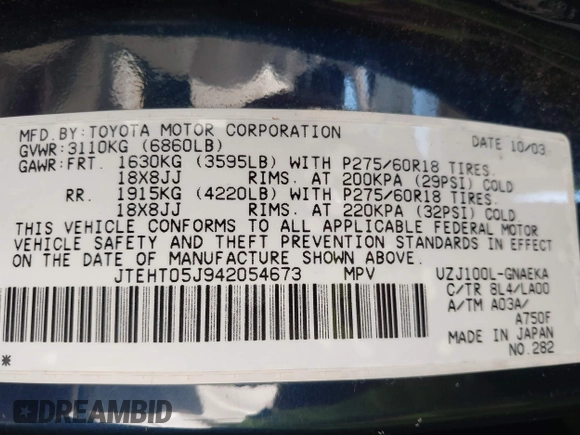 MFD.BY:TOYOTA MOTOR CORPORATION DATE 10/03
GVWR:3110KG (6860LB)
GAWR:FRT. 1630KG (3595LB) WITH P275/60R18 TIRES.
18X8JJ RIMS. AT 200KPA (29PSI) COLD
RR. 1915KG (4220LB) WITH P275/60R18 TIRES.
18X8JJ RIMS. AT 220KPA (32PSI) COLD
THIS VEHICLE CONFORMS TO ALL APPLICABLE FEDERAL MOTOR
VEHICLE SAFETY AND THEFT PREVENTION STANDARDS IN EFFECT
ON THE DATE OF MANUFACTURE SHOWN ABOVE.
JTEHT05J942054673 MPV UZJ100L-GNAEKA
C/TR 8L4/LA00
A/TM A03A/
A750F
MADE IN JAPAN
NO.282
*
DREAMBID